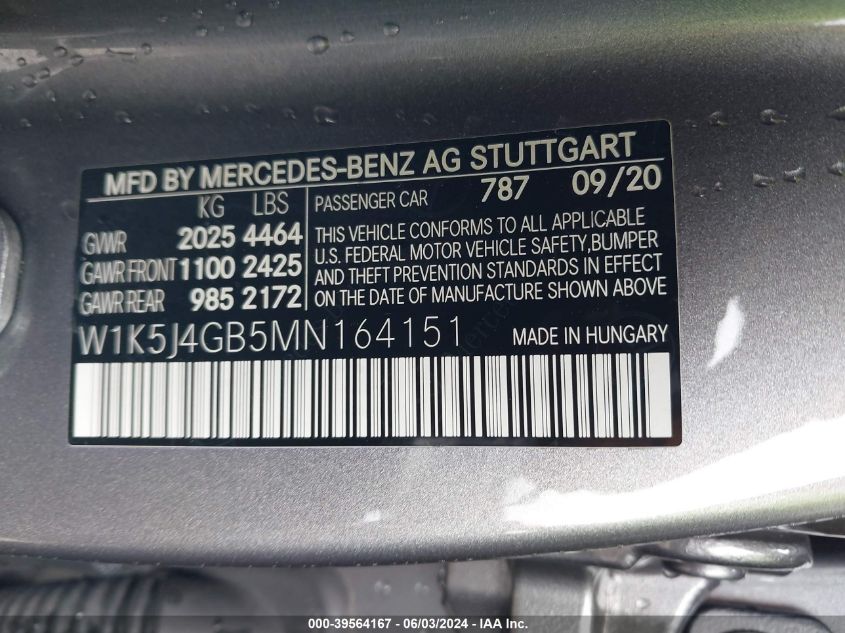 MFD BY MERCEDES-BENZ AG STUTTGART
KG LBS
GVWR 2025 4464
GAWR FRONT 1100 2425
GAWR REAR 985 2172
PASSENGER CAR 787 09/20
THIS VEHICLE CONFORMS TO ALL APPLICABLE
U.S. FEDERAL MOTOR VEHICLE SAFETY,BUMPER
AND THEFT PREVENTION STANDARDS IN EFFECT
ON THE DATE OF MANUFACTURE SHOWN ABOVE
W1K5J4GB5MN164151 MADE IN HUNGARY
000-39564167 - 06/03/2024 - IAA Inc.